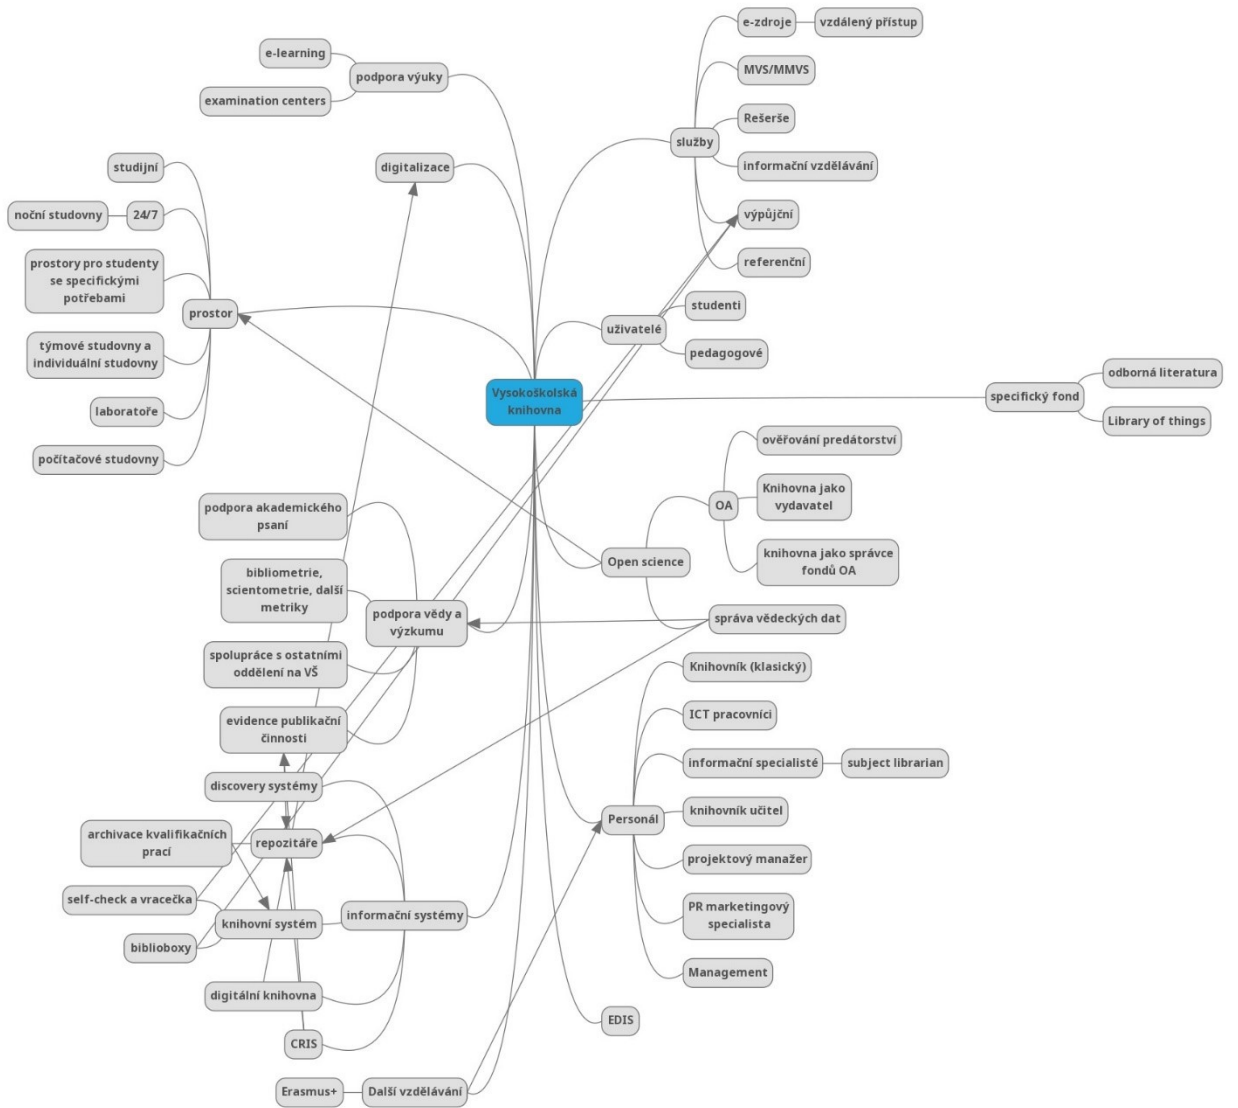 Vysokoškolská
knihovna
podpora výuky
e-learning
examination centers
digitalizace
prostor
studijní
24/7
noční studovny
prostory pro studenty
se specifickými
potřebami
týmové studovny a
individuální studovny
laboratoře
počítačové studovny
podpora vědy a
výzkumu
podpora akademického
psaní
bibliometrie,
scientometrie, další
metriky
spolupráce s ostatními
oddělení na VŠ
evidence publikační
činnosti
informační systémy
discovery systémy
repozitáře
archivace kvalifikačních
prací
knihovní systém
self-check a vracečka
biblioboxy
digitální knihovna
CRIS
Další vzdělávání
Erasmus+
služby
e-zdroje
vzdálený přístup
MVS/MMVS
Rešerše
informační vzdělávání
výpůjční
referenční
uživatelé
studenti
pedagogové
specifický fond
odborná literatura
Library of things
Open science
OA
ověřování predátorství
Knihovna jako
vydavatel
knihovna jako správce
fondů OA
správa vědeckých dat
Personál
Knihovník (klasický)
ICT pracovníci
informační specialisté
subject librarian
knihovník učitel
projektový manažer
PR marketingový
specialista
Management
EDIS